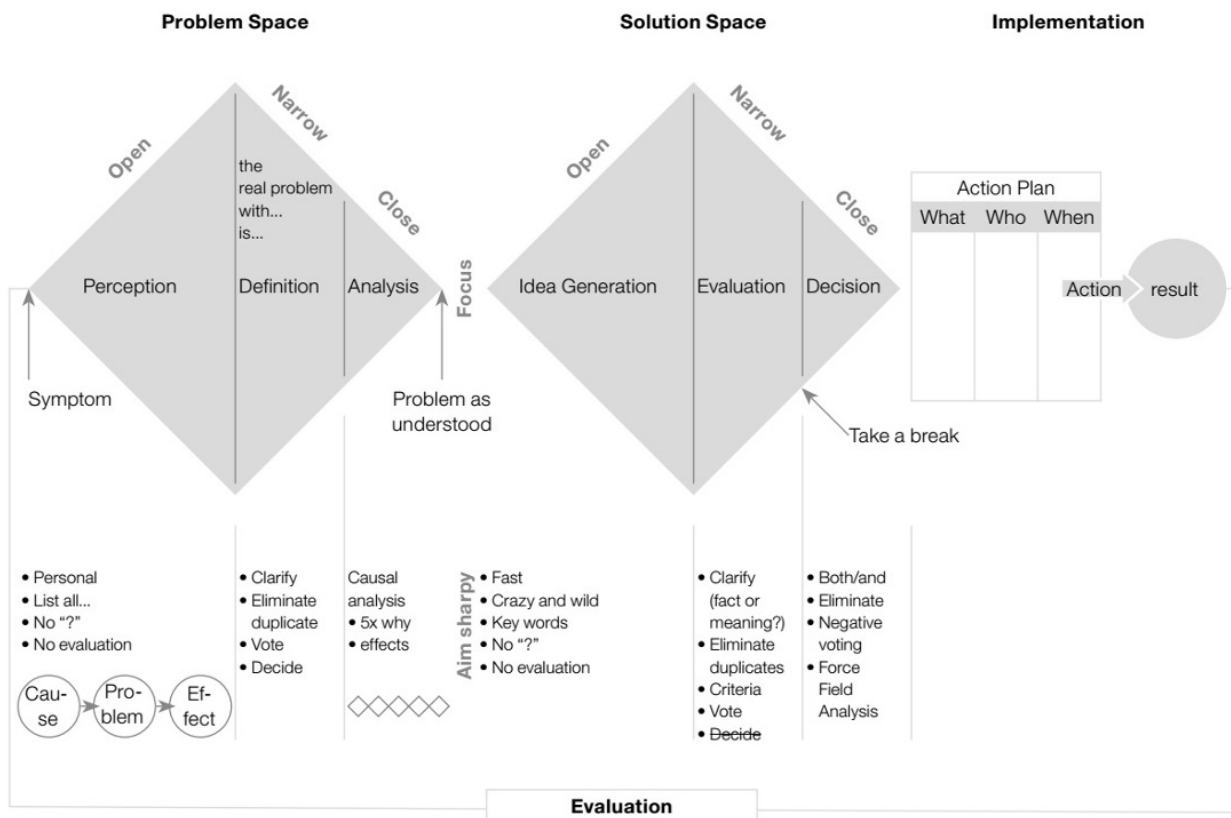 Problem Space
Solution Space
Implementation
Open
Narrow
Close
the
real problem
with...
is...
Perception
Definition
Analysis
Symptom
Problem as
understood
Focus
Open
Narrow
Close
Idea Generation
Evaluation
Decision
Take a break
Action Plan
What
Who
When
Action
result
• Personal
• List all...
• No “?”
• No evaluation
Cau-
se
Pro-
blem
Ef-
fect
• Clarify
• Eliminate
duplicate
• Vote
• Decide
Causal
analysis
• 5x why
• effects
Aim sharpy
• Fast
• Crazy and wild
• Key words
• No “?”
• No evaluation
• Clarify
(fact or
meaning?)
• Eliminate
duplicates
• Criteria
• Vote
• Decide
• Both/and
• Eliminate
• Negative
voting
• Force
Field
Analysis
Evaluation